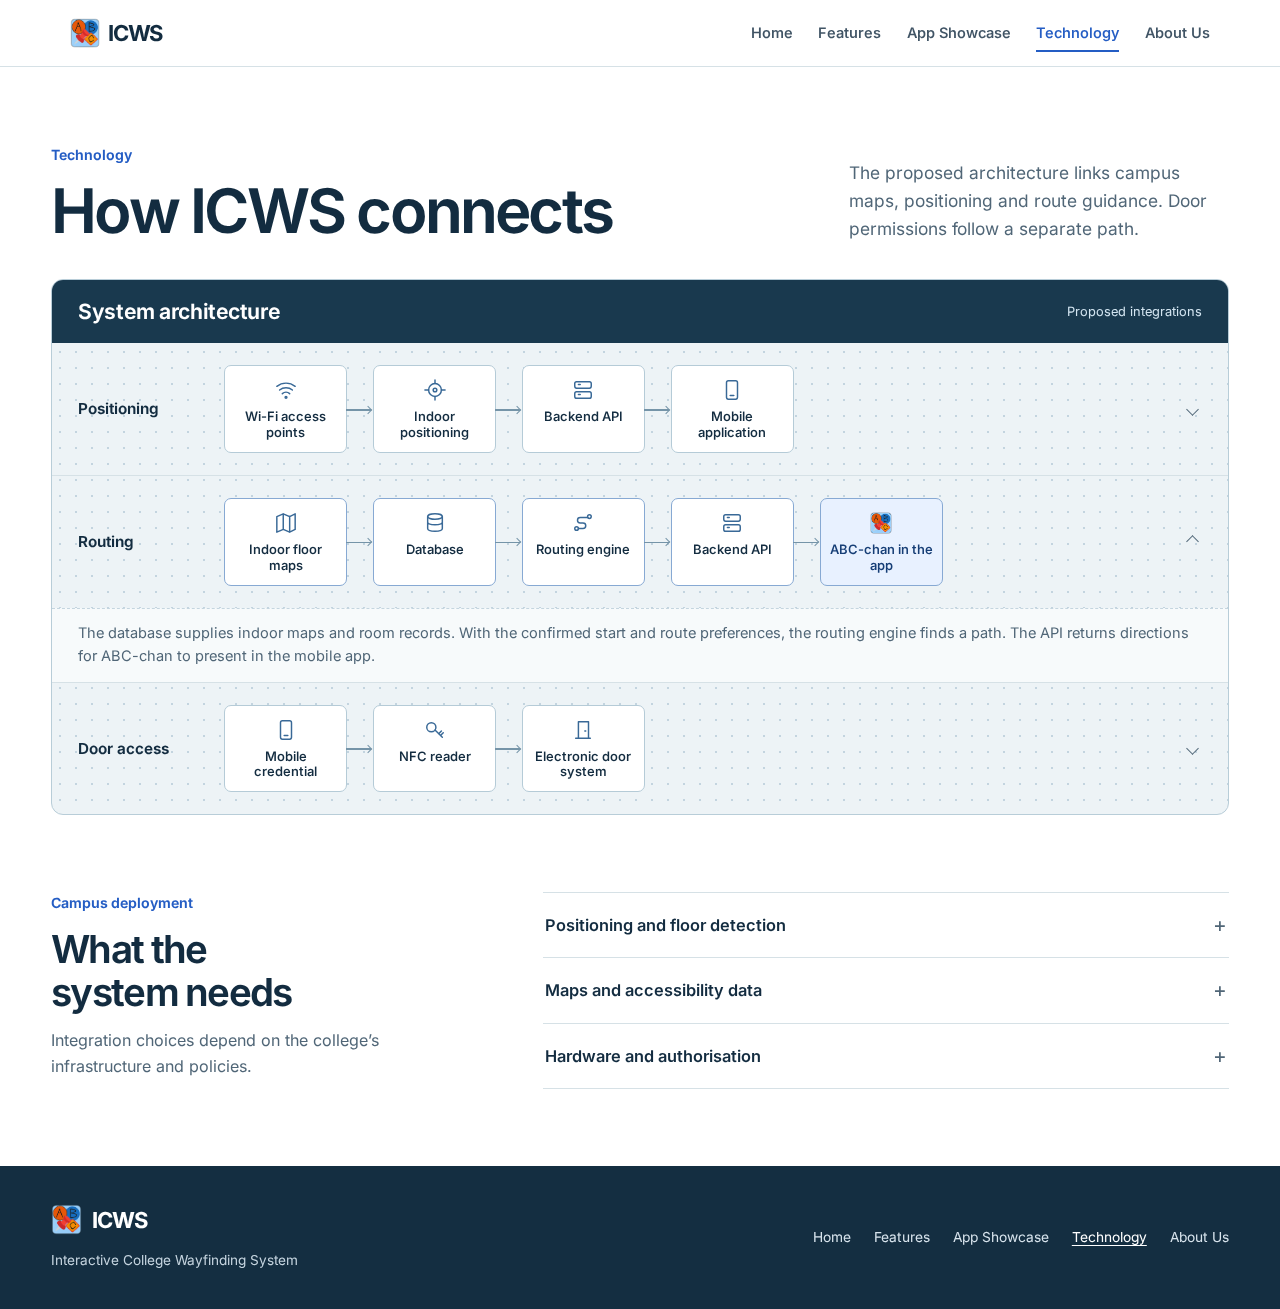 ICWS
Home
Features
App Showcase
Technology
About Us
Technology
How ICWS connects
The proposed architecture links campus
maps, positioning and route guidance. Door
permissions follow a separate path.
System architecture
Proposed integrations
Positioning
Wi-Fi access
points
Indoor
positioning
Backend API
Mobile
application
Routing
Indoor floor
maps
Database
Routing engine
Backend API
ABC-chan in the
app
The database supplies indoor maps and room records. With the confirmed start and route preferences, the routing engine finds a path. The API returns directions
for ABC-chan to present in the mobile app.
Door access
Mobile
credential
NFC reader
Electronic door
system
Campus deployment
What the
system needs
Integration choices depend on the college’s
infrastructure and policies.
Positioning and floor detection
+
Maps and accessibility data
+
Hardware and authorisation
+
ICWS
Interactive College Wayfinding System
Home
Features
App Showcase
Technology
About Us